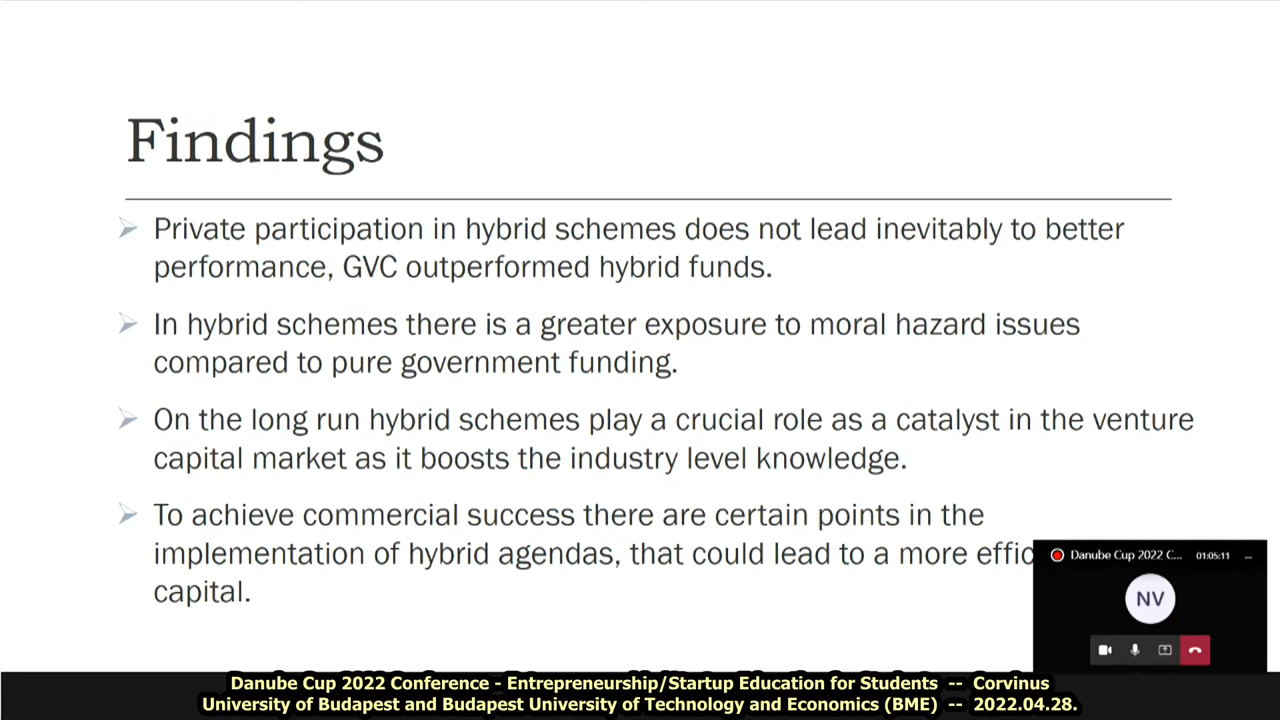 Findings
Private participation in hybrid schemes does not lead inevitably to better
performance, GVC outperformed hybrid funds.
In hybrid schemes there is a greater exposure to moral hazard issues
compared to pure government funding.
On the long run hybrid schemes play a crucial role as a catalyst in the venture
capital market as it boosts the industry level knowledge.
To achieve commercial success there are certain points in the
implementation of hybrid agendas, that could lead to a more
capital.
Danube Cup 2022 C... 01:05:11
NV
Danube Cup 2022 Conference - Entrepreneurship/Startup Education for Students -- Corvinus
University of Budapest and Budapest University of Technology and Economics (BME) -- 2022.04.28.